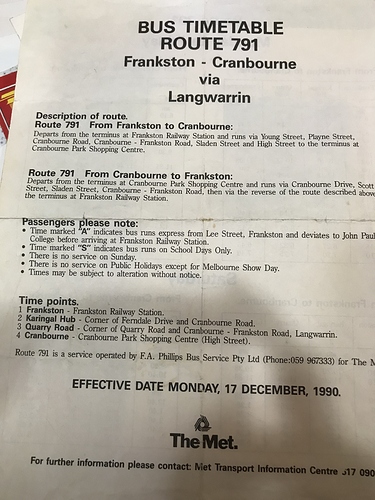 BUS TIMETABLE
ROUTE 791
Frankston - Cranbourne
via
Langwarrin
Description of route.
Route 791 From Frankston to Cranbourne:
Departs from the terminus at Frankston Railway Station and runs via Young Street, Playne Street,
Cranbourne Road, Cranbourne - Frankston Road, Sladen Street and High Street to the terminus at
Cranbourne Park Shopping Centre.
Route 791 From Cranbourne to Frankston:
Departs from the terminus at Cranbourne Park Shopping Centre and runs via Cranbourne Drive, Scott
Street, Sladen Street, Cranbourne - Frankston Road, then via the reverse of the route described above
the terminus at Frankston Railway Station.
Passengers please note:
• Time marked "A" indicates bus runs express from Lee Street, Frankston and deviates to John Paul
College before arriving at Frankston Railway Station.
• Time marked "S" indicates bus runs on School Days Only.
• There is no service on Sunday.
• There is no service on Public Holidays except for Melbourne Show Day.
• Times may be subject to alteration without notice.
Time points.
1 Frankston - Frankston Railway Station.
2 Karingal Hub - Corner of Ferndale Drive and Cranbourne Road.
3 Quarry Road - Corner of Quarry Road and Cranbourne - Frankston Road, Langwarrin.
4 Cranbourne - Cranbourne Park Shopping Centre (High Street).
Route 791 is a service operated by F.A. Phillips Bus Service Pty Ltd (Phone:059 967333) for The M
EFFECTIVE DATE MONDAY, 17 DECEMBER, 1990.
The Met.
For further information please contact: Met Transport Information Centre 617 090